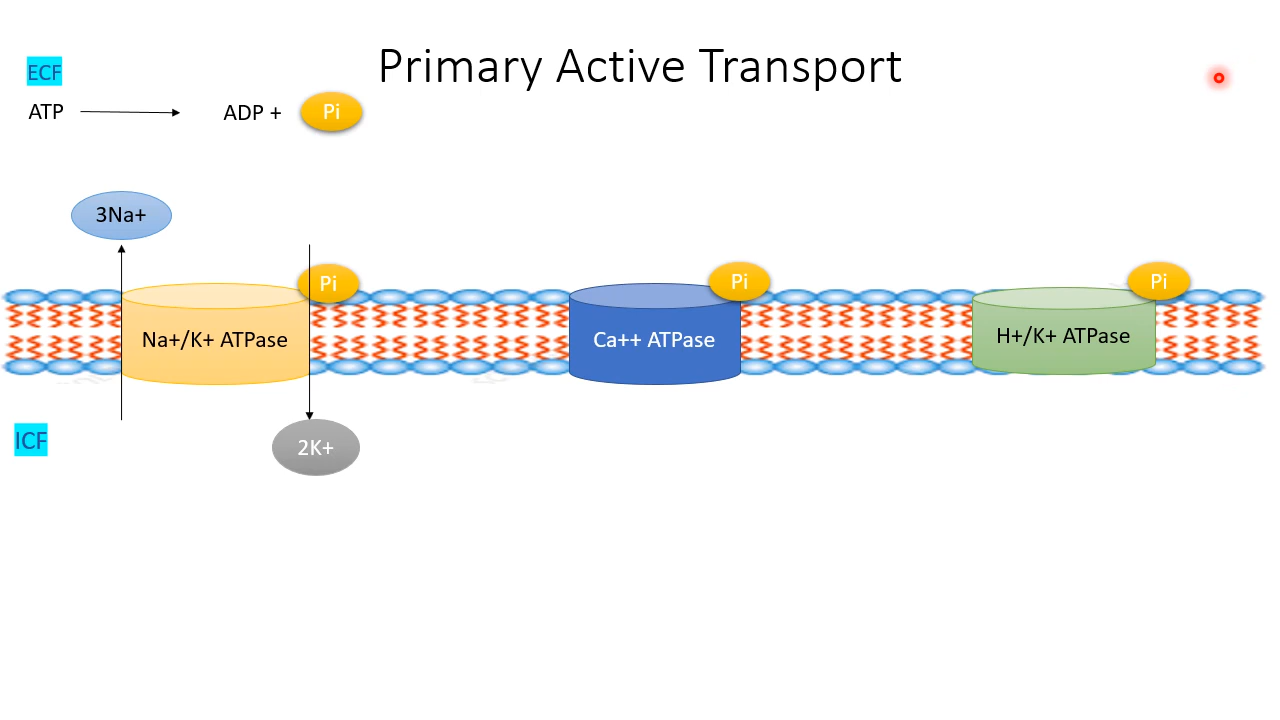 Primary Active Transport
ECF
ATP ADP + Pi
3Na+
Pi
Pi
Pi
Na+/K+ ATPase
Ca++ ATPase
H+/K+ ATPase
ICF
2K+